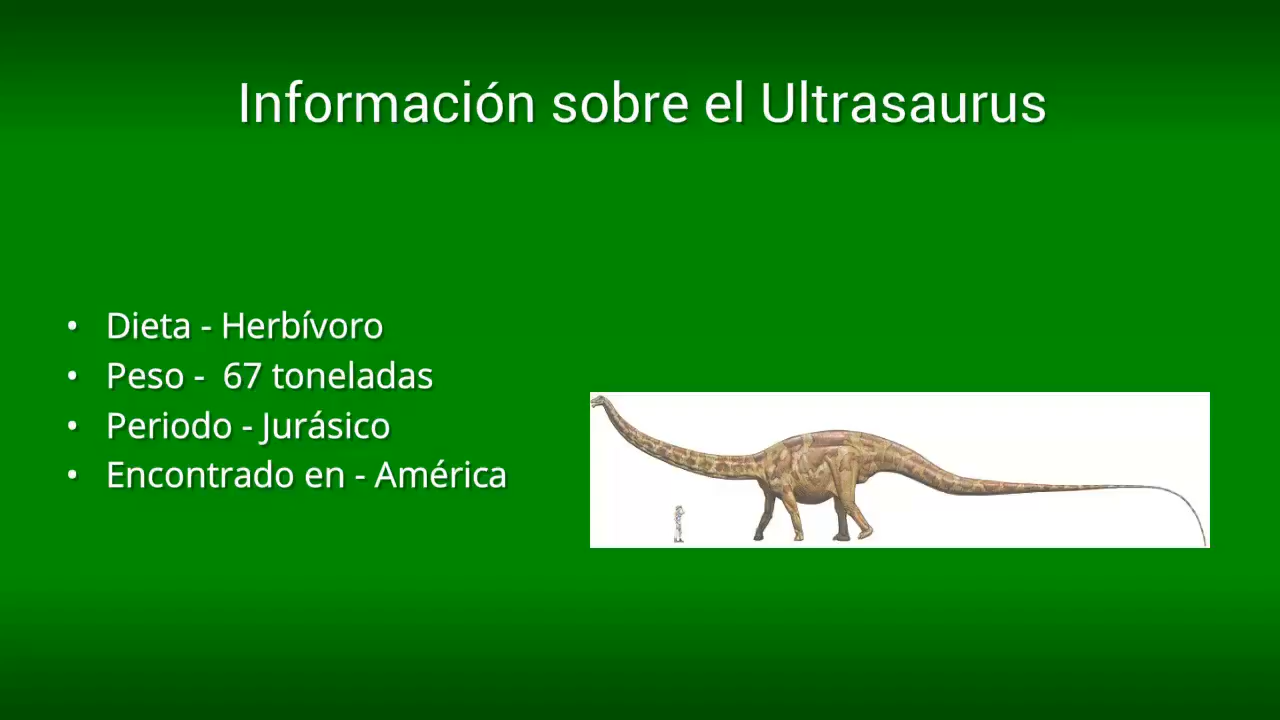 Información sobre el Ultrasaurus
• Dieta - Herbívoro
• Peso -  67 toneladas
• Periodo - Jurásico
• Encontrado en - América